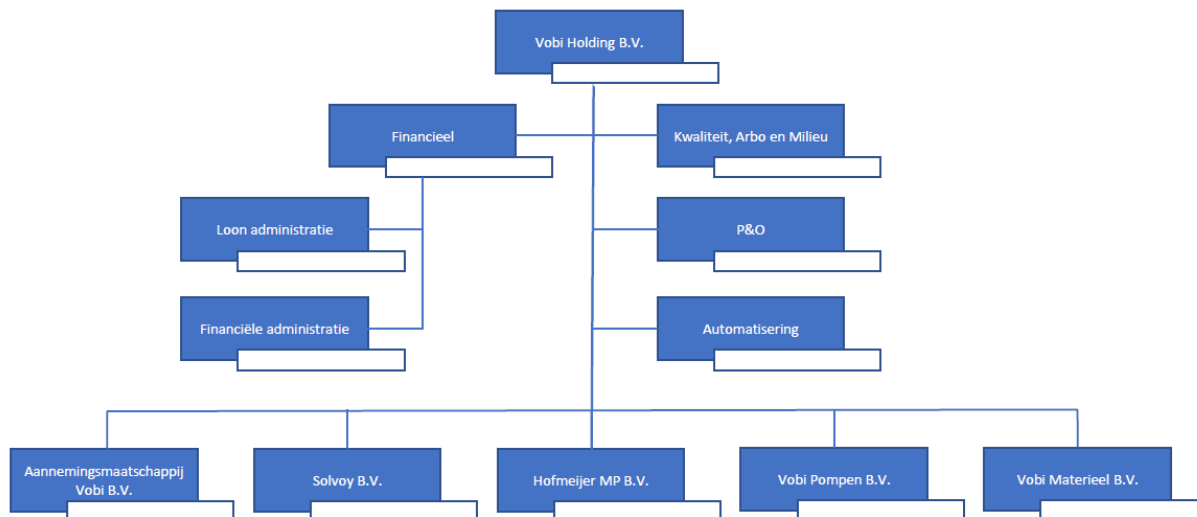 Vobi Holding B.V.
Financieel
Kwaliteit, Arbo en Milieu
Loon administratie
P&O
Financiële administratie
Automatisering
Aannemingsmaatschappij
Vobi B.V.
Solvoy B.V.
Hofmeijer MP B.V.
Vobi Pompen B.V.
Vobi Materieel B.V.